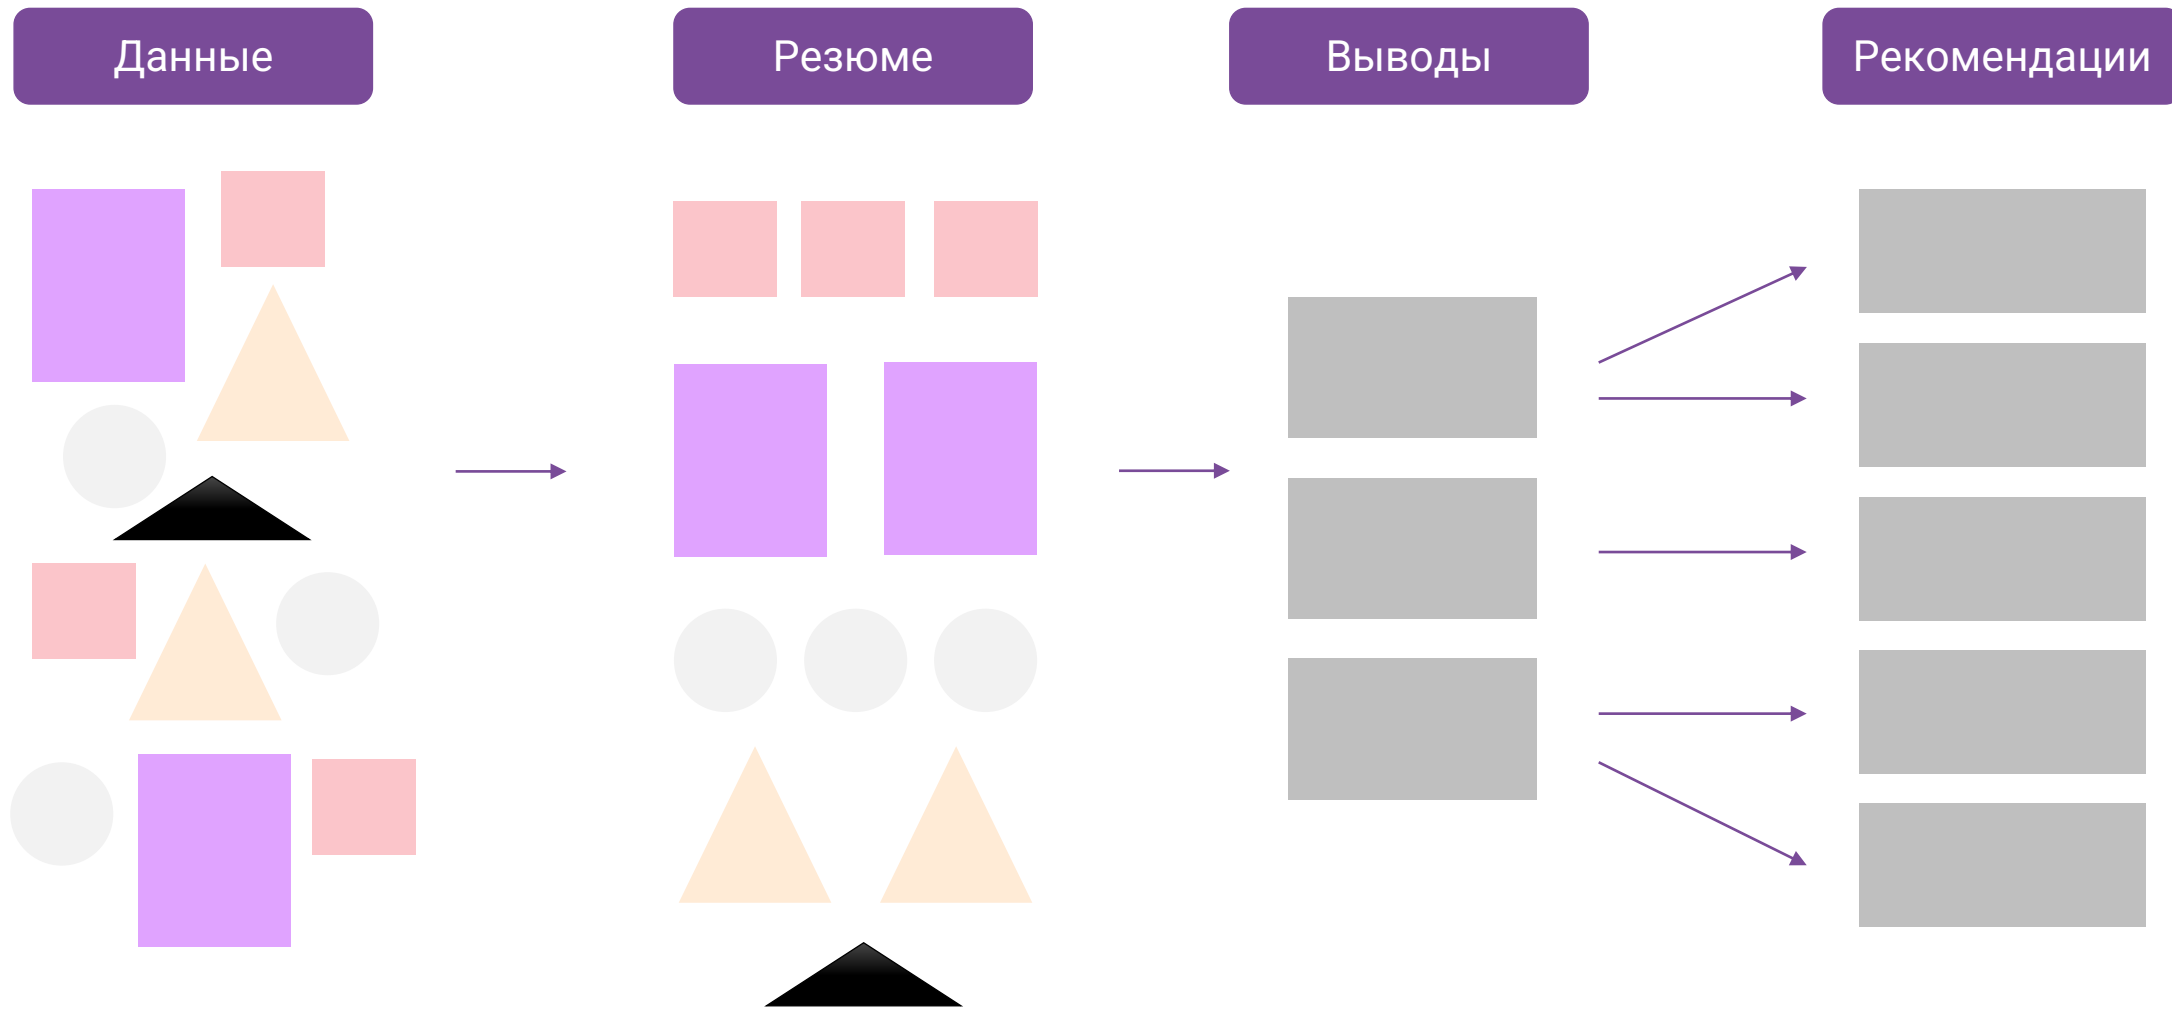 Данные
Резюме
Выводы
Рекомендации